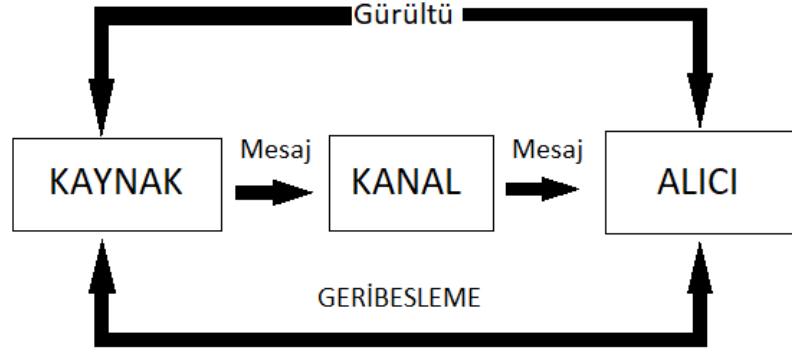 Gürültü
Mesaj
Mesaj
KAYNAK
KANAL
ALICI
GERİBESLEME